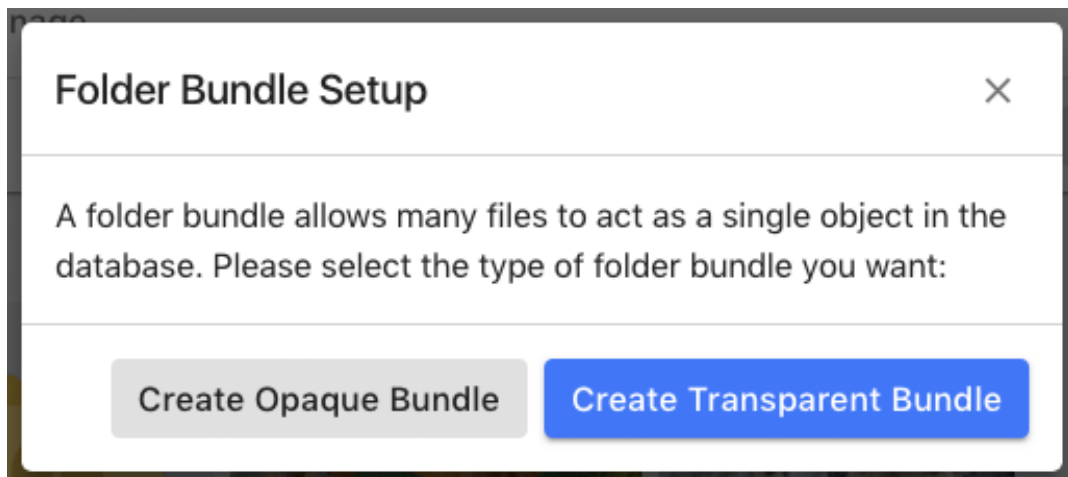 Folder Bundle Setup
A folder bundle allows many files to act as a single object in the
database. Please select the type of folder bundle you want:
Create Opaque Bundle
Create Transparent Bundle